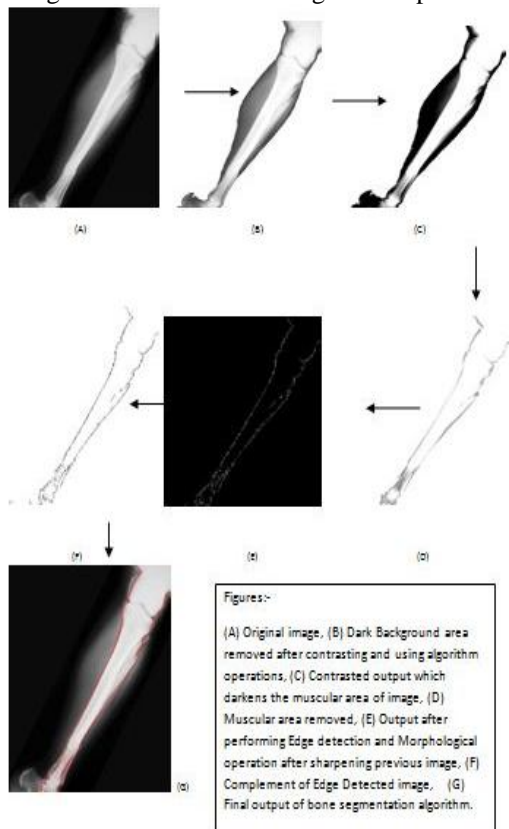 (A)
(B)
(C)
(F)
(E)
(D)
(G)
Figures:-
(A) Original image, (B) Dark Background area
removed after contrasting and using algorithm
operations, (C) Contrasted output which
darkens the muscular area of image, (D)
Muscular area removed, (E) Output after
performing Edge detection and Morphological
operation after sharpening previous image, (F)
Complement of Edge Detected image, (G)
Final output of bone segmentation algorithm.